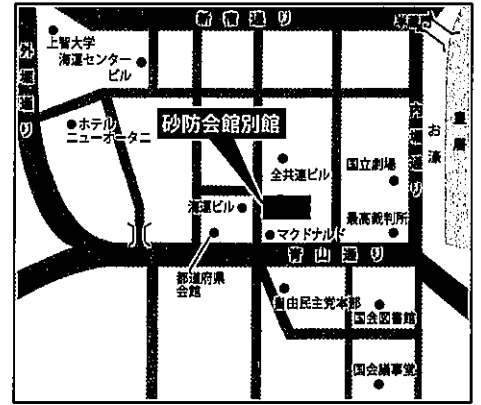 新宿通り
半蔵門
上智大学
海運センター
ビル
外堀通り
ホテル
ニューオータニ
砂防会館別館
全共連ビル
国立劇場
内堀通り
お濠
皇居
海運ビル
マクドナルド
最高裁判所
青山通り
都道府県
会館
自由民主党本部
国会図書館
国会議事堂